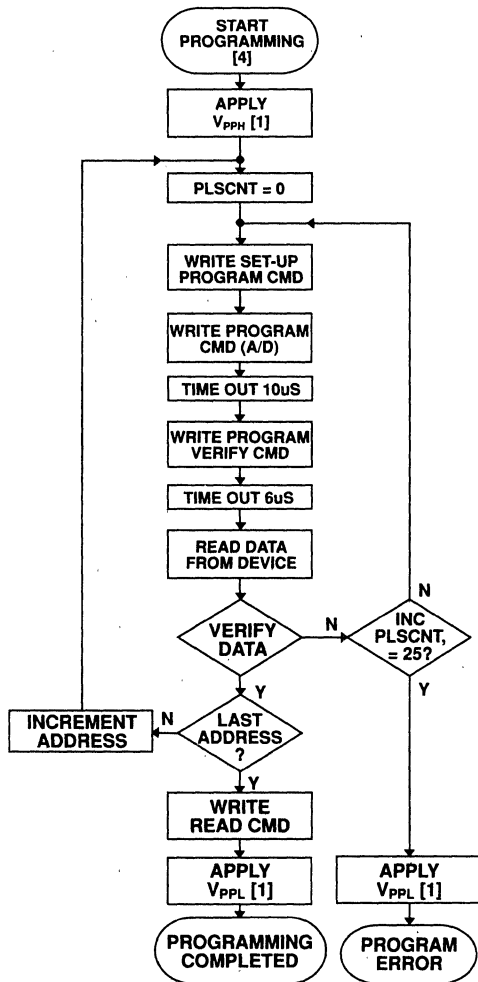 START
PROGRAMMING
[4]
APPLY
VPPH [1]
PLSCNT = 0
WRITE SET-UP
PROGRAM CMD
WRITE PROGRAM
CMD (A/D)
TIME OUT 10uS
WRITE PROGRAM
VERIFY CMD
TIME OUT 6uS
READ DATA
FROM DEVICE
VERIFY
DATA
N
INC
PLSCNT,
= 25?
N
Y
Y
LAST
ADDRESS
?
N
INCREMENT
ADDRESS
Y
WRITE
READ CMD
APPLY
VPPL [1]
PROGRAMMING
COMPLETED
APPLY
VPPL [1]
PROGRAM
ERROR